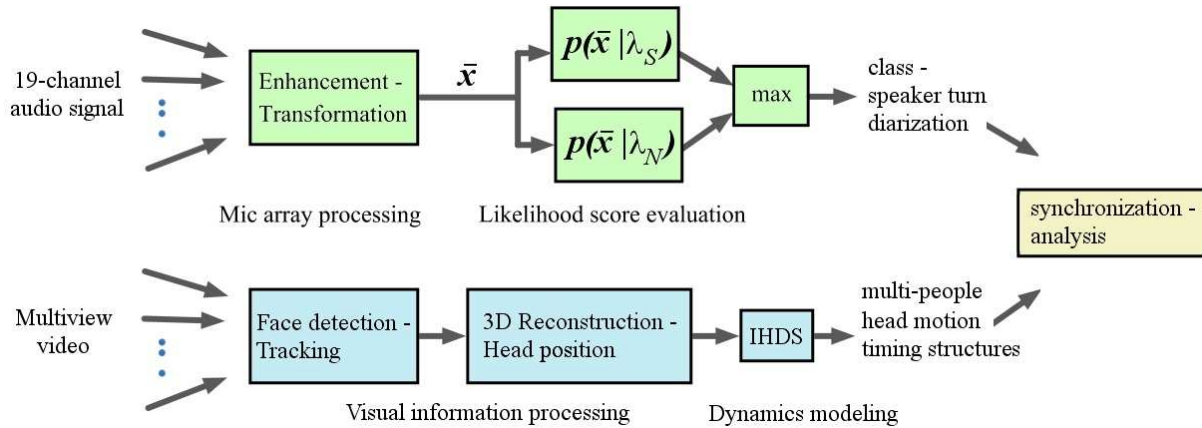 19-channel
audio signal
Enhancement -
Transformation
x̄
p(x̄ |λ_S)
p(x̄ |λ_N)
max
class -
speaker turn
diarization
Mic array processing
Likelihood score evaluation
synchronization -
analysis
Multiview
video
Face detection -
Tracking
3D Reconstruction -
Head position
IHDS
multi-people
head motion
timing structures
Visual information processing
Dynamics modeling